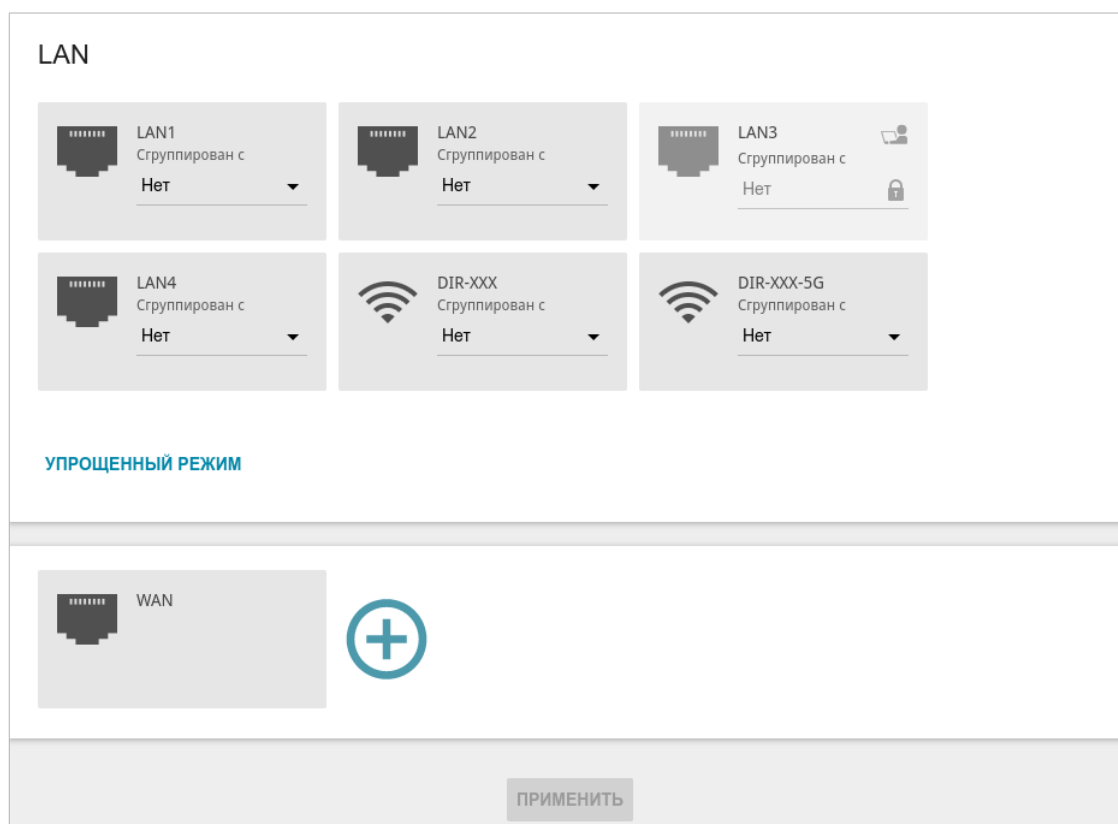 LAN
LAN1
Сгруппирован с
Нет
LAN2
Сгруппирован с
Нет
LAN3
Сгруппирован с
Нет
LAN4
Сгруппирован с
Нет
DIR-XXX
Сгруппирован с
Нет
DIR-XXX-5G
Сгруппирован с
Нет
УПРОЩЕННЫЙ РЕЖИМ
WAN
ПРИМЕНИТЬ